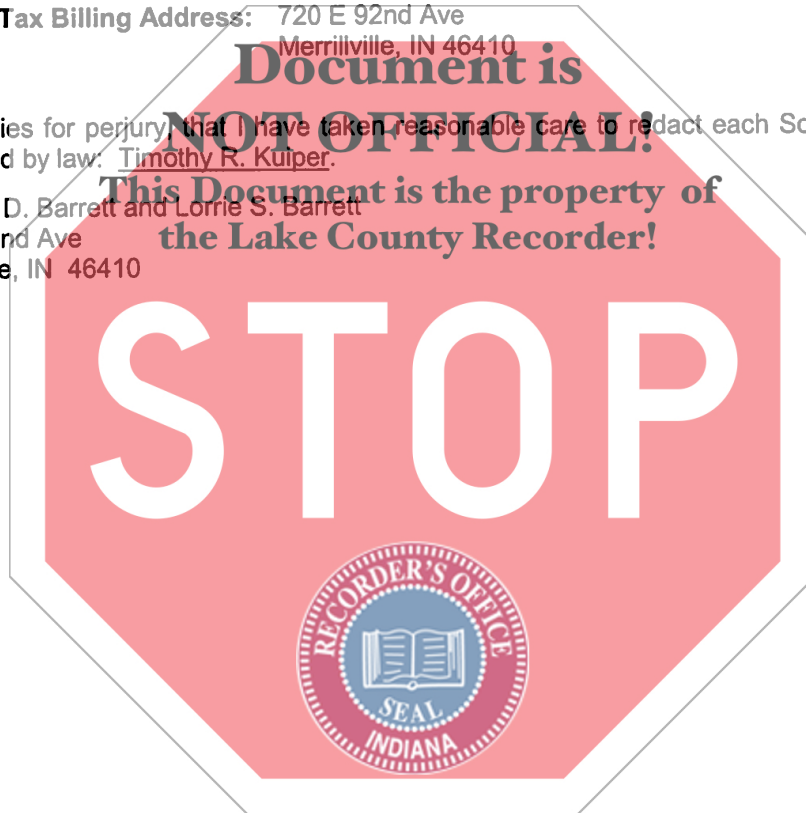 Tax Billing Address: 720 E 92nd Ave
Merrillville, IN 46410
Document is
ies for perjury, that I have taken reasonable care to redact each So
NOT OFFICIAL!
d by law: Timothy R. Kuiper.
This Document is the property of
D. Barrett and Lorrie S. Barrett
nd Ave
the Lake County Recorder!
e, IN 46410
STOP
RECORDER'S OFFICE
SEAL
INDIANA